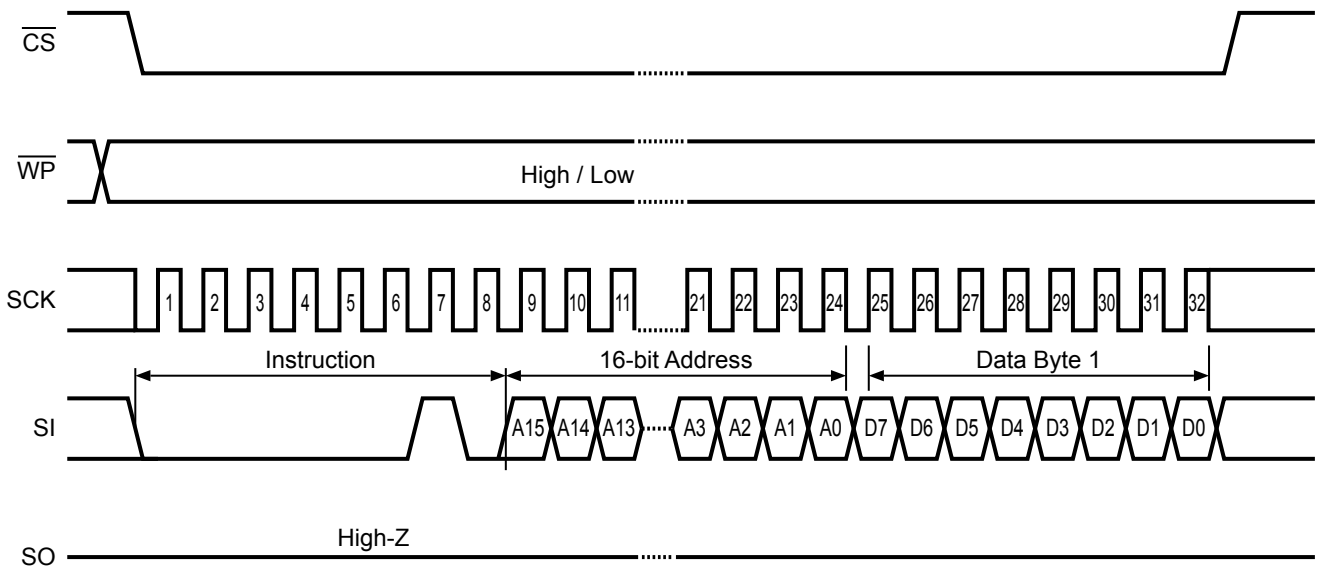 CS
WP
High / Low
SCK
1 2 3 4 5 6 7 8 9 10 11 21 22 23 24 25 26 27 28 29 30 31 32
Instruction 16-bit Address Data Byte 1
SI
A15 A14 A13 A3 A2 A1 A0 D7 D6 D5 D4 D3 D2 D1 D0
High-Z
SO